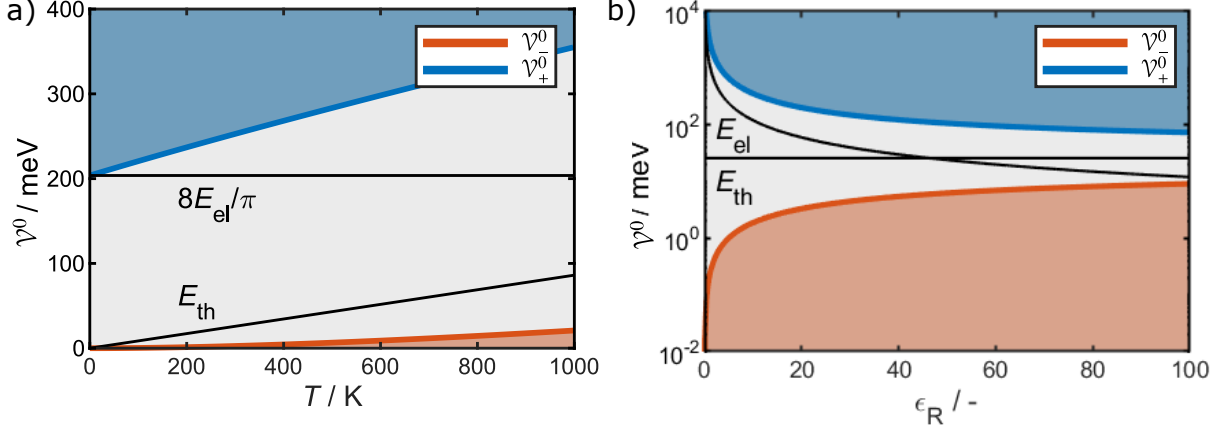 a)
400
300
200
100
0
𝒱⁰ / meV
𝒱⁰₋
𝒱⁰₊
8E_el/π
E_th
0 200 400 600 800 1000
T / K
b)
10⁴
10²
10⁰
10⁻²
𝒱⁰ / meV
𝒱⁰₋
𝒱⁰₊
E_el
E_th
0 20 40 60 80 100
ϵ_R / -